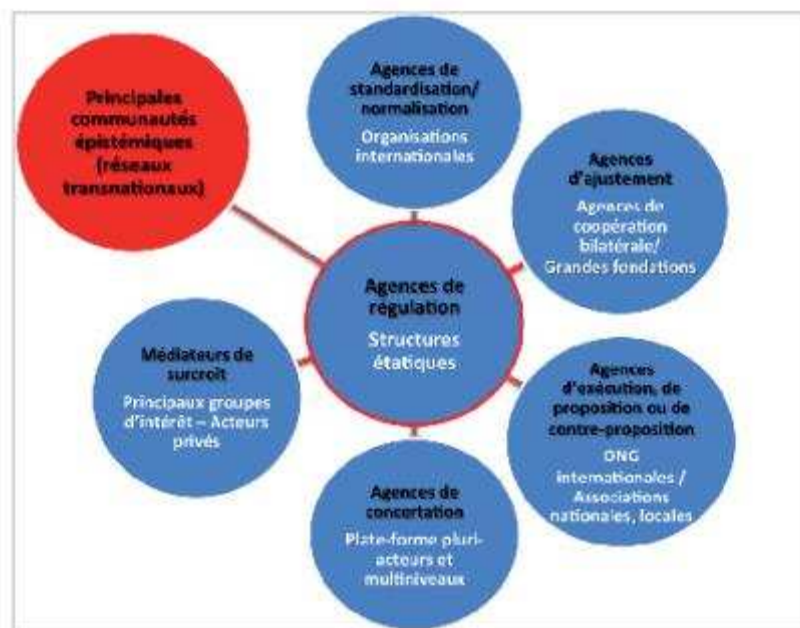 Principales
communautés
épistémiques
(réseaux
transnationaux)
Agences de
standardisation/
normalisation
Organisations
internationales
Agences
d'ajustement
Agences de
coopération
bilatérale/
Grandes fondations
Agences de
régulation
Structures
étatiques
Médiateurs de
surcroit
Principaux groupes
d'intérêt – Acteurs
privés
Agences
d'exécution, de
proposition ou de
contre-proposition
ONG
internationales /
Associations
nationales, locales
Agences de
concertation
Plate-forme pluri-
acteurs et
multiniveaux